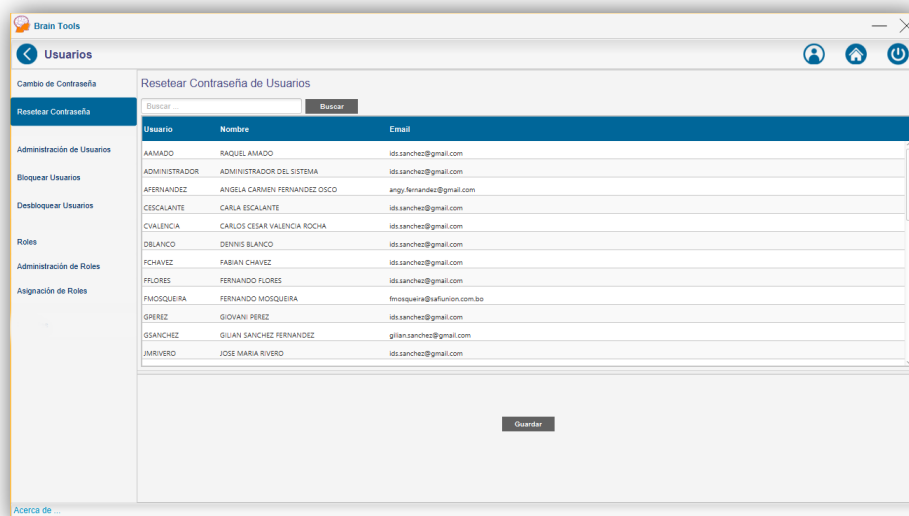 Brain Tools
Usuarios
Cambio de Contraseña
Resetear Contraseña
Administración de Usuarios
Bloquear Usuarios
Desbloquear Usuarios
Roles
Administración de Roles
Asignación de Roles
Resetear Contraseña de Usuarios
Buscar ... Buscar
Usuario Nombre Email
AAMADO RAQUEL AMADO ids.sanchez@gmail.com
ADMINISTRADOR ADMINISTRADOR DEL SISTEMA ids.sanchez@gmail.com
AFERNANDEZ ANGELA CARMEN FERNANDEZ OSCO angy.fernandez@gmail.com
CESCALANTE CARLA ESCALANTE ids.sanchez@gmail.com
CVALENCIA CARLOS CESAR VALENCIA ROCHA ids.sanchez@gmail.com
DBLANCO DENNIS BLANCO ids.sanchez@gmail.com
FCHAVEZ FABIAN CHAVEZ ids.sanchez@gmail.com
FFLORES FERNANDO FLORES ids.sanchez@gmail.com
FMOSQUEIRA FERNANDO MOSQUEIRA fmosqueira@safiunion.com.bo
GPEREZ GIOVANI PEREZ ids.sanchez@gmail.com
GSANCHEZ GILIAN SANCHEZ FERNANDEZ gilian.sanchez@gmail.com
JMRIVERO JOSE MARIA RIVERO ids.sanchez@gmail.com
Guardar
Acerca de ...